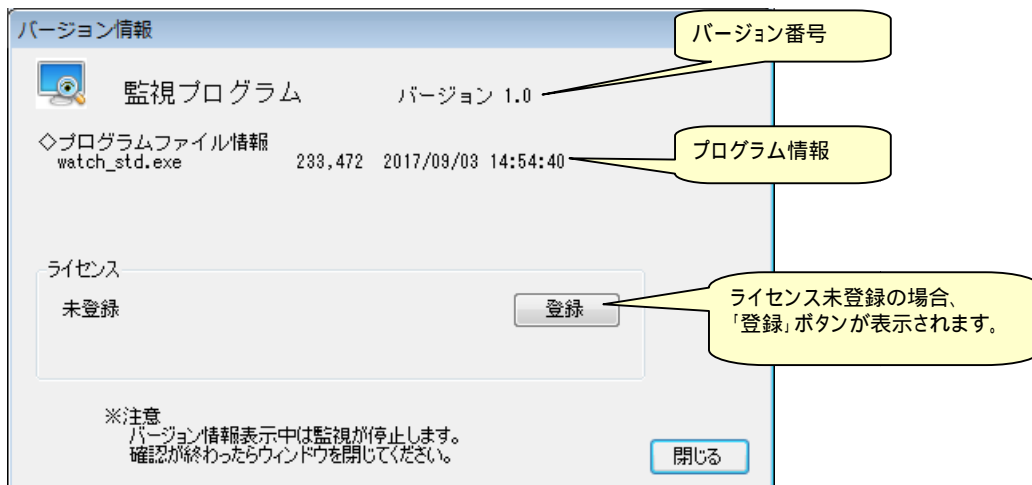 バージョン情報
バージョン番号
監視プログラム バージョン 1.0
◇プログラムファイル情報
watch_std.exe 233,472 2017/09/03 14:54:40
プログラム情報
ライセンス
未登録 登録
ライセンス未登録の場合、
「登録」ボタンが表示されます。
※注意
バージョン情報表示中は監視が停止します。
確認が終わったらウィンドウを閉じてください。
閉じる